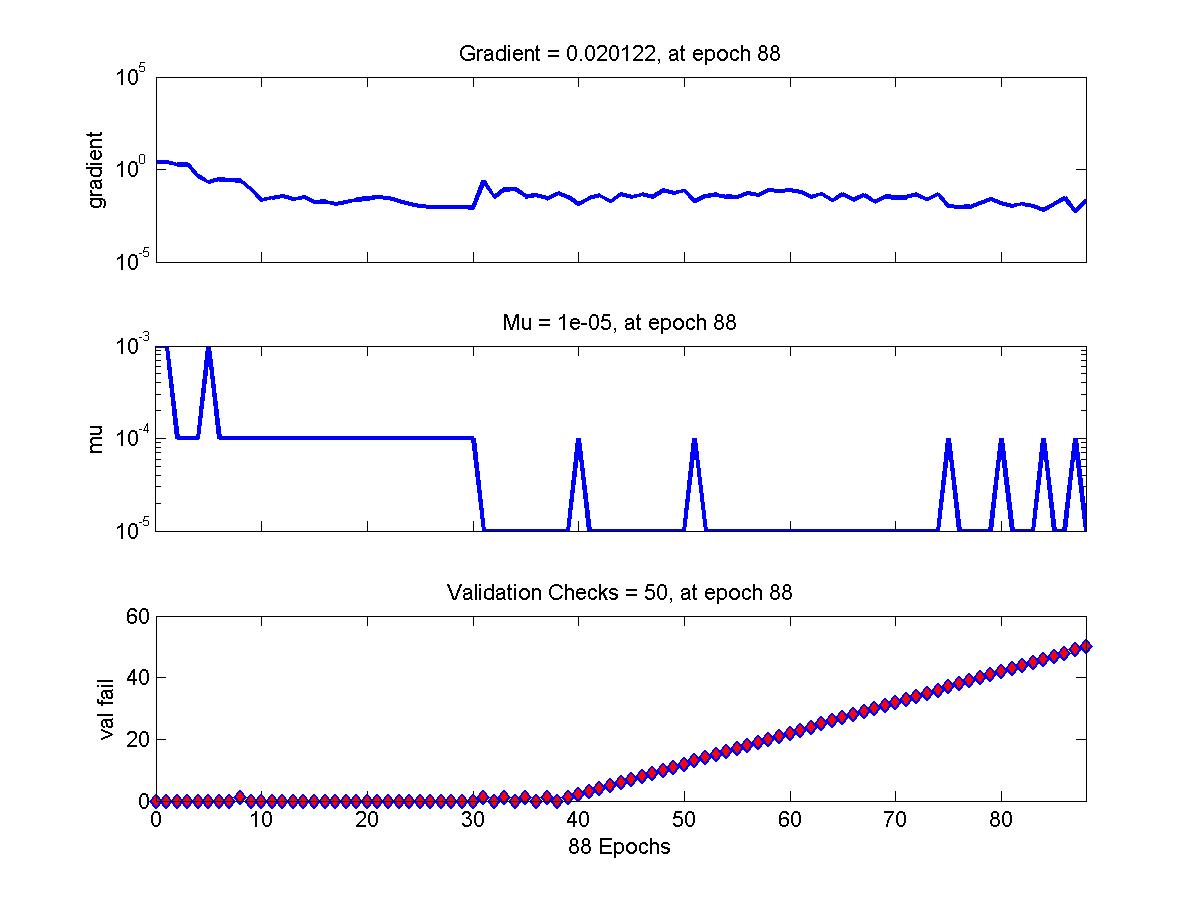 Gradient = 0.020122, at epoch 88
10^5
10^0
10^-5
gradient
Mu = 1e-05, at epoch 88
10^-3
10^-4
10^-5
mu
Validation Checks = 50, at epoch 88
60
40
20
0
val fail
0 10 20 30 40 50 60 70 80
88 Epochs